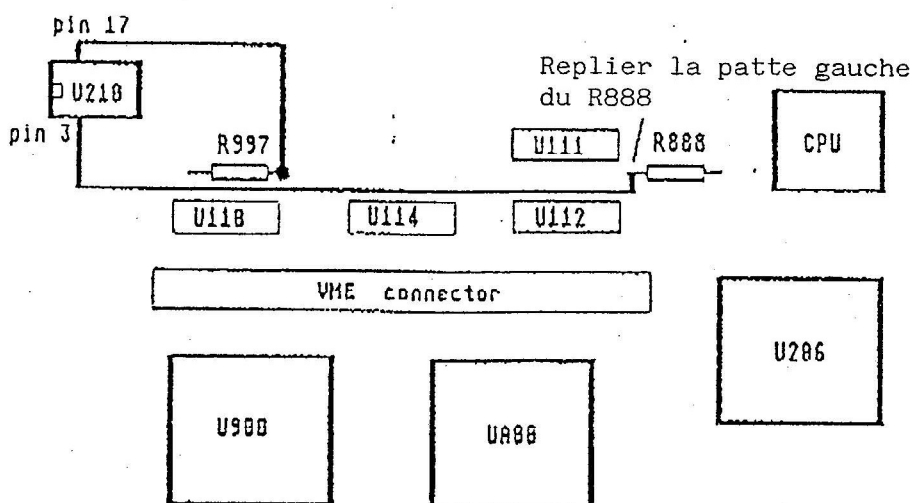 pin 17
Replier la patte gauche
du R888
U210
pin 3
R997
U111
R888
CPU
U118
U114
U112
VME connector
U206
U900
UA88